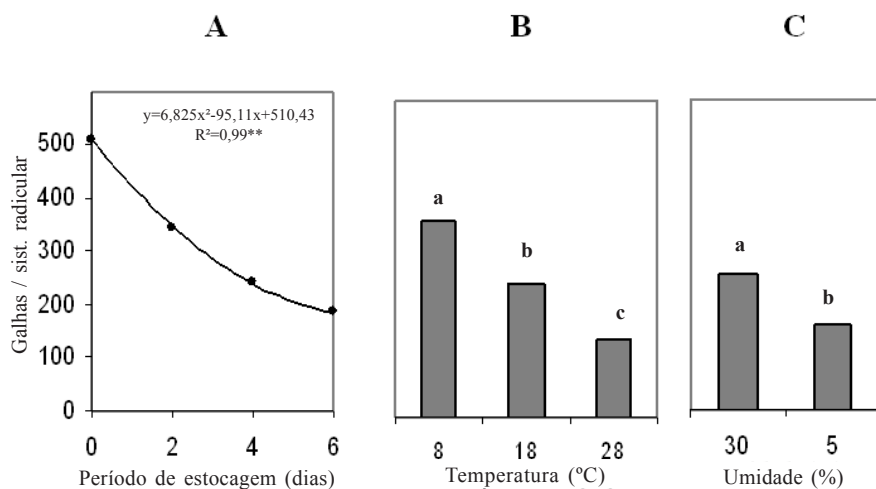 A
B
C
y=6,825x²-95,11x+510,43
R²=0,99**
Galhas / sist. radicular
500
400
300
200
100
0
0 2 4 6
Período de estocagem (dias)
a
b
c
8 18 28
Temperatura (ºC)
a
b
30 5
Umidade (%)